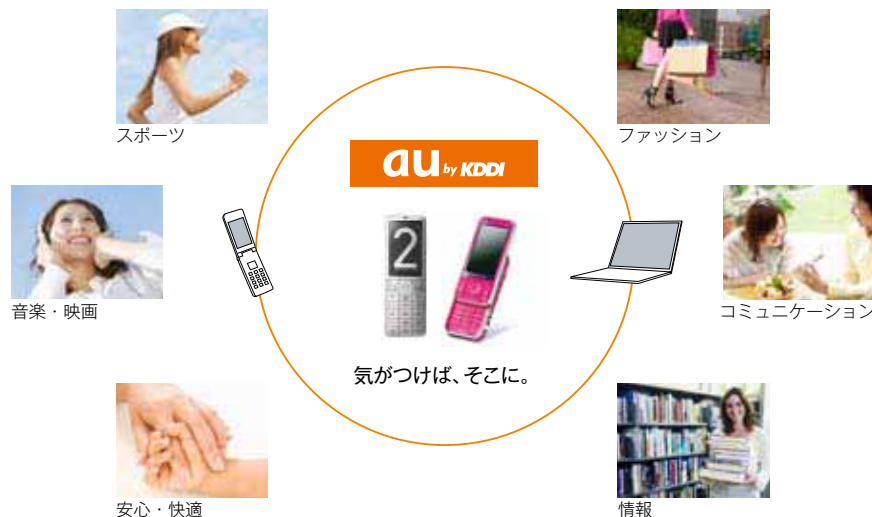 スポーツ
ファッション
au by KDDI
2
音楽・映画
コミュニケーション
気がつけば、そこに。
安心・快適
情報